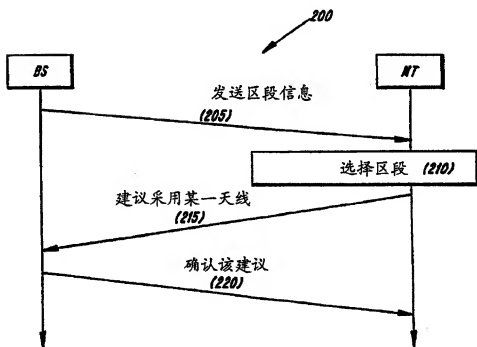 200
BS
MT
发送区段信息
(205)
选择区段 (210)
建议采用某一天线
(215)
确认该建议
(220)